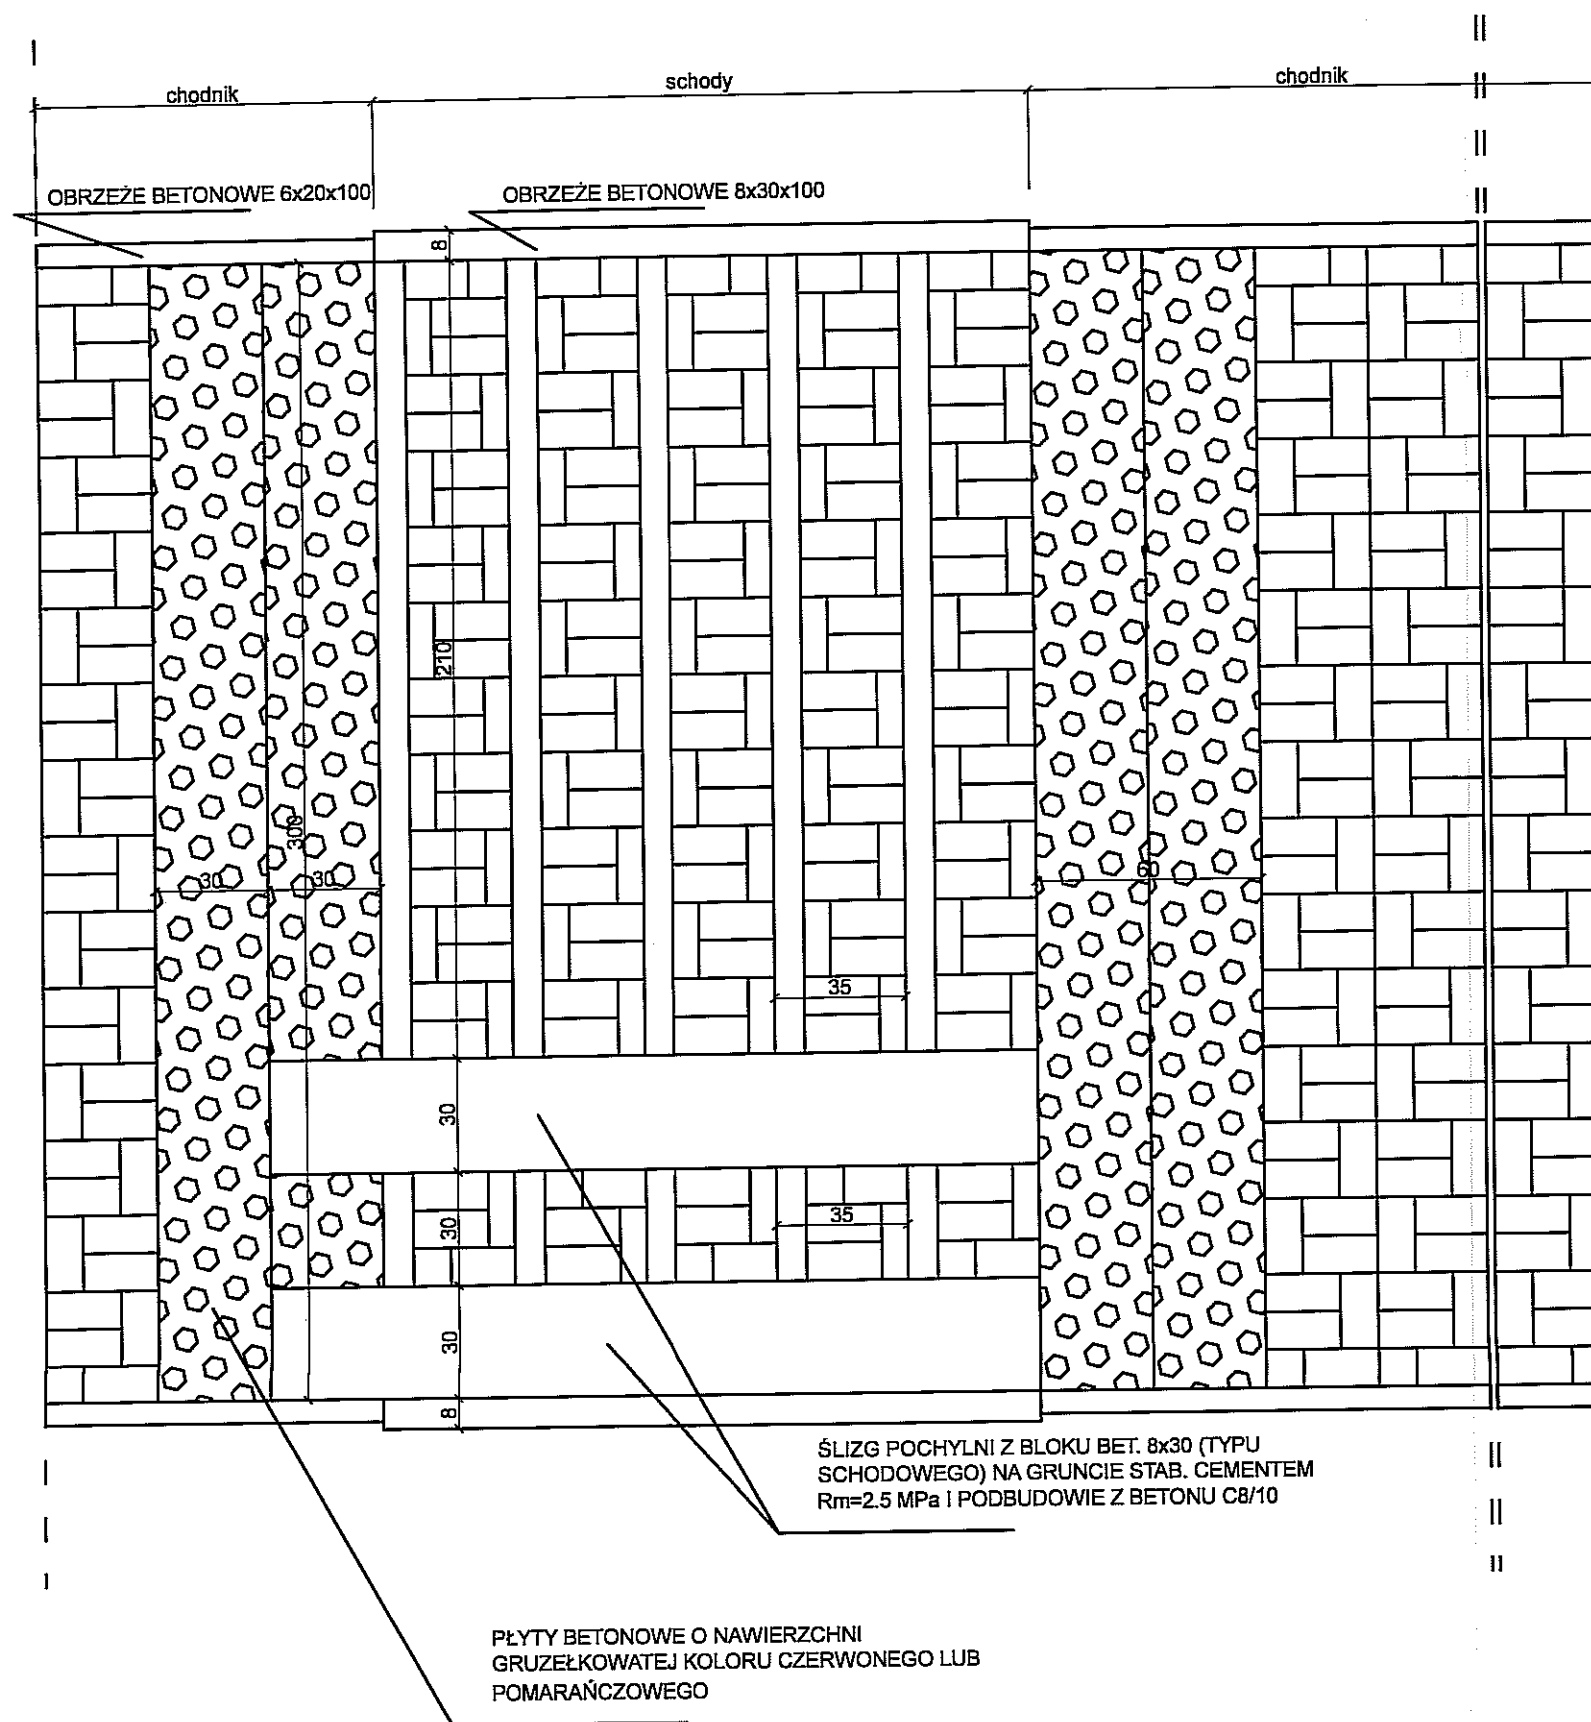 chodnik
schody
chodnik
OBRZEŻE BETONOWE 6x20x100
OBRZEŻE BETONOWE 8x30x100
8
210
300
30
30
60
35
30
30
35
30
8
ŚLIZG POCHYLNI Z BLOKU BET. 8x30 (TYPU
SCHODOWEGO) NA GRUNCIE STAB. CEMENTEM
Rm=2.5 MPa I PODBUDOWIE Z BETONU C8/10
PŁYTY BETONOWE O NAWIERZCHNI
GRUZEŁKOWATEJ KOLORU CZERWONEGO LUB
POMARAŃCZOWEGO